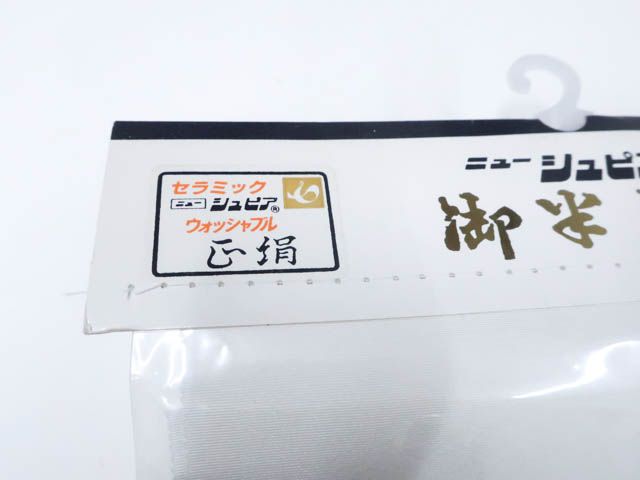 セラミック
ニュー シュピア®
ウォッシャブル
正絹
ニュー シュピ
御半